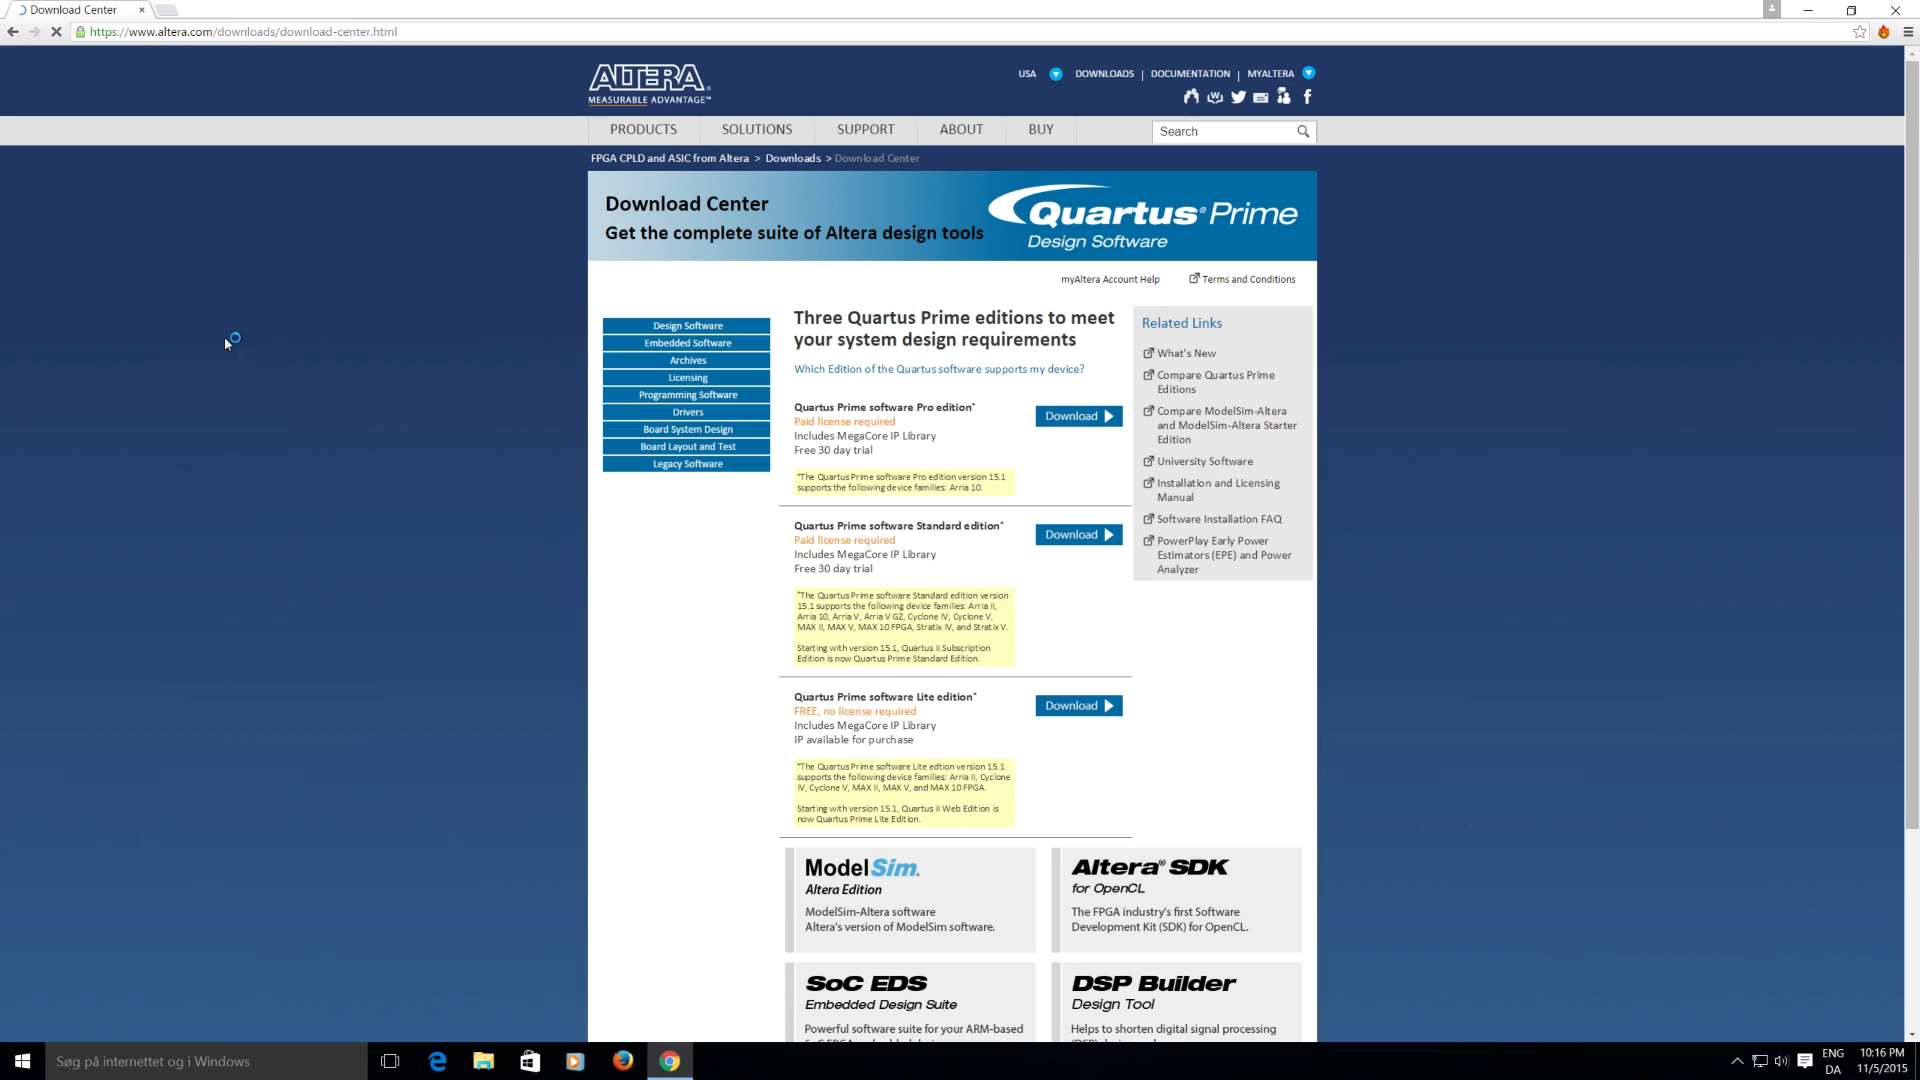 Download Center
https://www.altera.com/downloads/download-center.html
ALTERA
MEASURABLE ADVANTAGE™
USA DOWNLOADS | DOCUMENTATION | MYALTERA
PRODUCTS SOLUTIONS SUPPORT ABOUT BUY Search
FPGA CPLD and ASIC from Altera > Downloads > Download Center
Download Center
Get the complete suite of Altera design tools
Quartus® Prime
Design Software
myAltera Account Help Terms and Conditions
Design Software
Embedded Software
Archives
Licensing
Programming Software
Drivers
Board System Design
Board Layout and Test
Legacy Software
Three Quartus Prime editions to meet
your system design requirements
Which Edition of the Quartus software supports my device?
Quartus Prime software Pro edition*
Paid license required
Includes MegaCore IP Library
Free 30 day trial
Download
*The Quartus Prime software Pro edition version 15.1
supports the following device families: Arria 10.
Quartus Prime software Standard edition*
Paid license required
Includes MegaCore IP Library
Free 30 day trial
Download
*The Quartus Prime software Standard edition version
15.1 supports the following device families: Arria II,
Arria 10, Arria V, Arria V GZ, Cyclone IV, Cyclone V,
MAX II, MAX V, MAX 10 FPGA, Stratix IV, and Stratix V.
Starting with version 15.1, Quartus II Subscription
Edition is now Quartus Prime Standard Edition.
Quartus Prime software Lite edition*
FREE, no license required
Includes MegaCore IP Library
IP available for purchase
Download
*The Quartus Prime software Lite edtion version 15.1
supports the following device families: Arria II, Cyclone
IV, Cyclone V, MAX II, MAX V, and MAX 10 FPGA.
Starting with version 15.1, Quartus II Web Edition is
now Quartus Prime Lite Edition.
Related Links
What's New
Compare Quartus Prime
Editions
Compare ModelSim-Altera
and ModelSim-Altera Starter
Edition
University Software
Installation and Licensing
Manual
Software Installation FAQ
PowerPlay Early Power
Estimators (EPE) and Power
Analyzer
ModelSim.
Altera Edition
ModelSim-Altera software
Altera's version of ModelSim software.
Altera® SDK
for OpenCL
The FPGA industry's first Software
Development Kit (SDK) for OpenCL.
SoC EDS
Embedded Design Suite
Powerful software suite for your ARM-based
DSP Builder
Design Tool
Helps to shorten digital signal processing
Søg på internettet og i Windows
ENG
DA
10:16 PM
11/5/2015